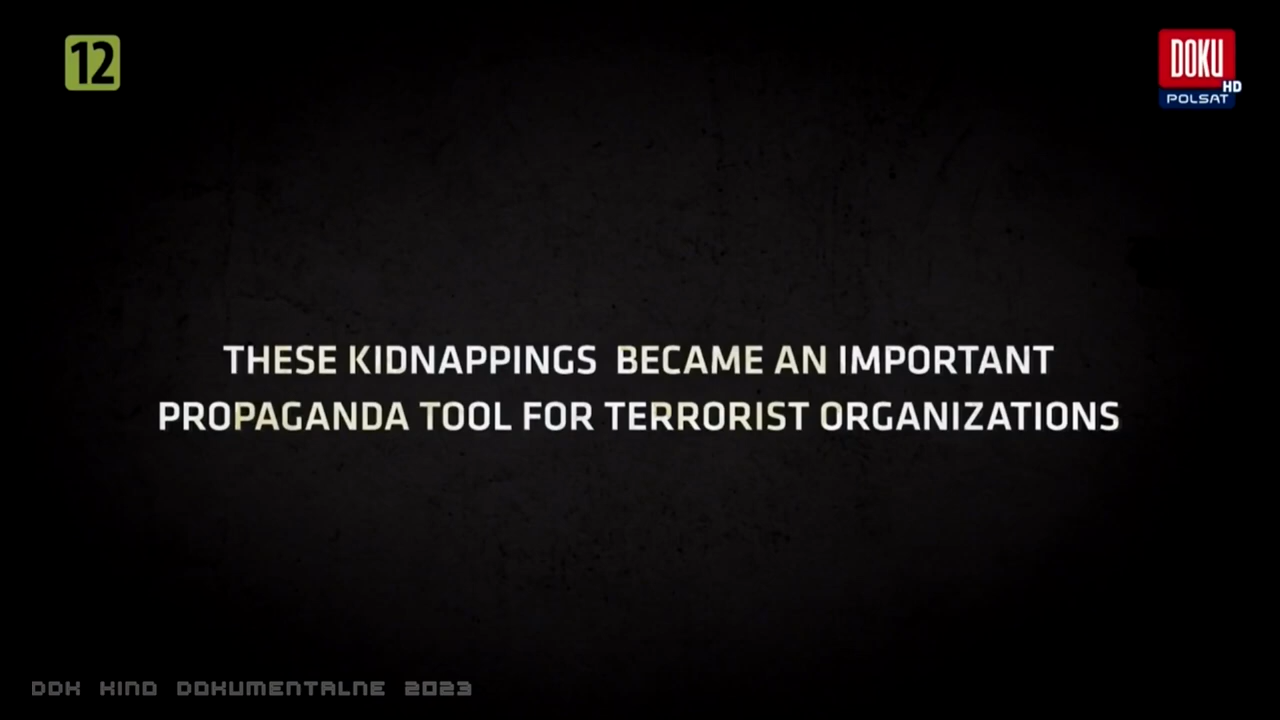 12
DOKU
HD
POLSAT
THESE KIDNAPPINGS BECAME AN IMPORTANT
PROPAGANDA TOOL FOR TERRORIST ORGANIZATIONS
DDK KINO DOKUMENTALNE 2023